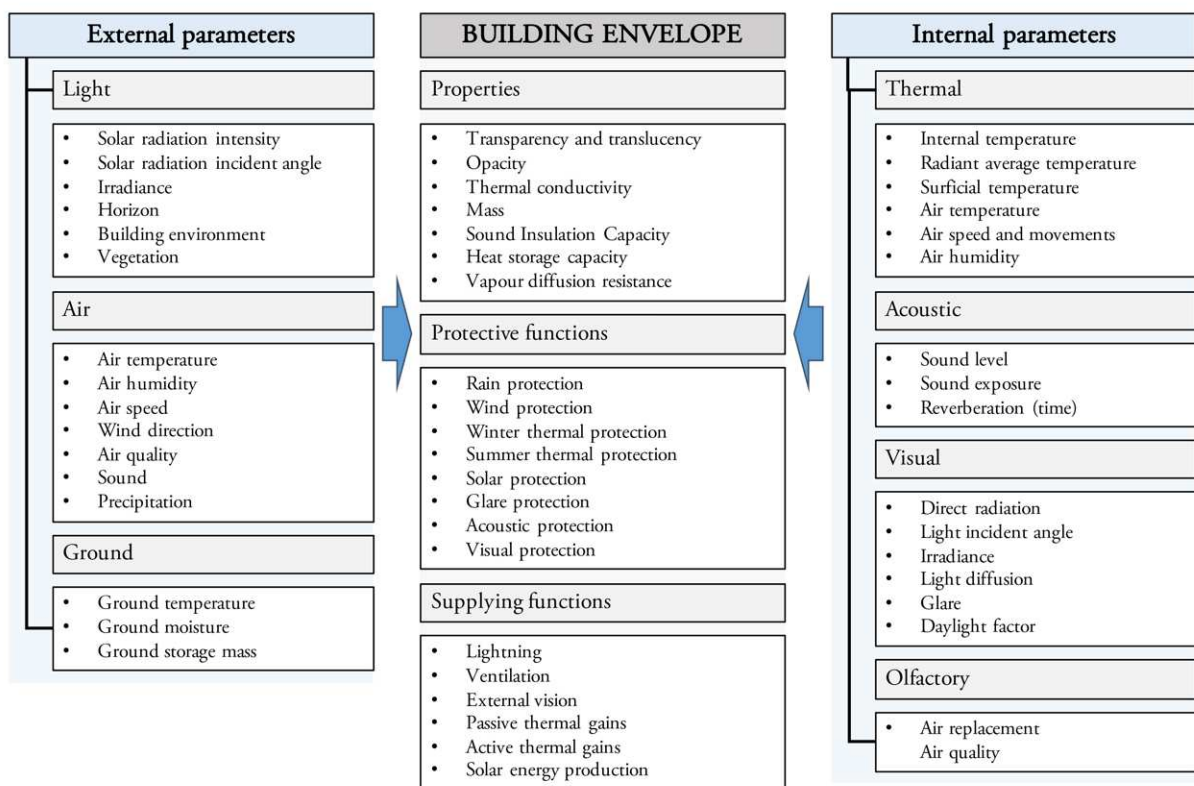 External parameters
Light
• Solar radiation intensity
• Solar radiation incident angle
• Irradiance
• Horizon
• Building environment
• Vegetation
Air
• Air temperature
• Air humidity
• Air speed
• Wind direction
• Air quality
• Sound
• Precipitation
Ground
• Ground temperature
• Ground moisture
• Ground storage mass
BUILDING ENVELOPE
Properties
• Transparency and translucency
• Opacity
• Thermal conductivity
• Mass
• Sound Insulation Capacity
• Heat storage capacity
• Vapour diffusion resistance
Protective functions
• Rain protection
• Wind protection
• Winter thermal protection
• Summer thermal protection
• Solar protection
• Glare protection
• Acoustic protection
• Visual protection
Supplying functions
• Lightning
• Ventilation
• External vision
• Passive thermal gains
• Active thermal gains
• Solar energy production
Internal parameters
Thermal
• Internal temperature
• Radiant average temperature
• Surficial temperature
• Air temperature
• Air speed and movements
• Air humidity
Acoustic
• Sound level
• Sound exposure
• Reverberation (time)
Visual
• Direct radiation
• Light incident angle
• Irradiance
• Light diffusion
• Glare
• Daylight factor
Olfactory
• Air replacement
Air quality